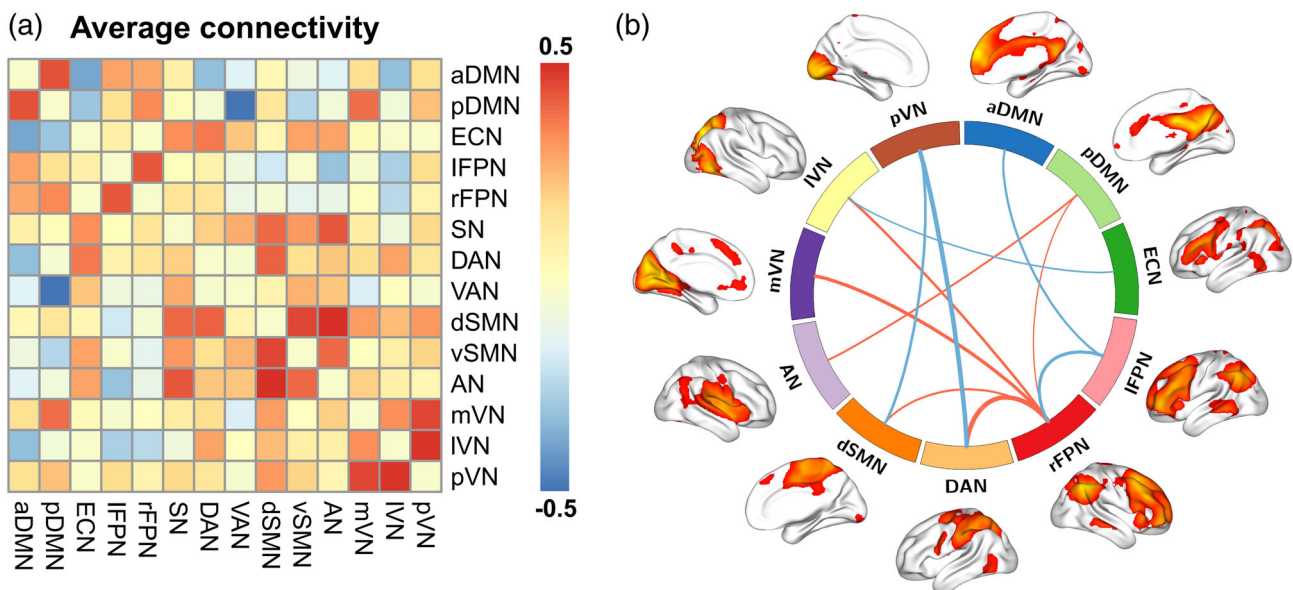 (a) Average connectivity
0.5
aDMN
pDMN
ECN
lFPN
rFPN
SN
DAN
VAN
dSMN
vSMN
AN
mVN
lVN
pVN
-0.5
aDMN
pDMN
ECN
lFPN
rFPN
SN
DAN
VAN
dSMN
vSMN
AN
mVN
lVN
pVN
(b)
pVN
aDMN
pDMN
ECN
lFPN
rFPN
DAN
dSMN
AN
mVN
lVN